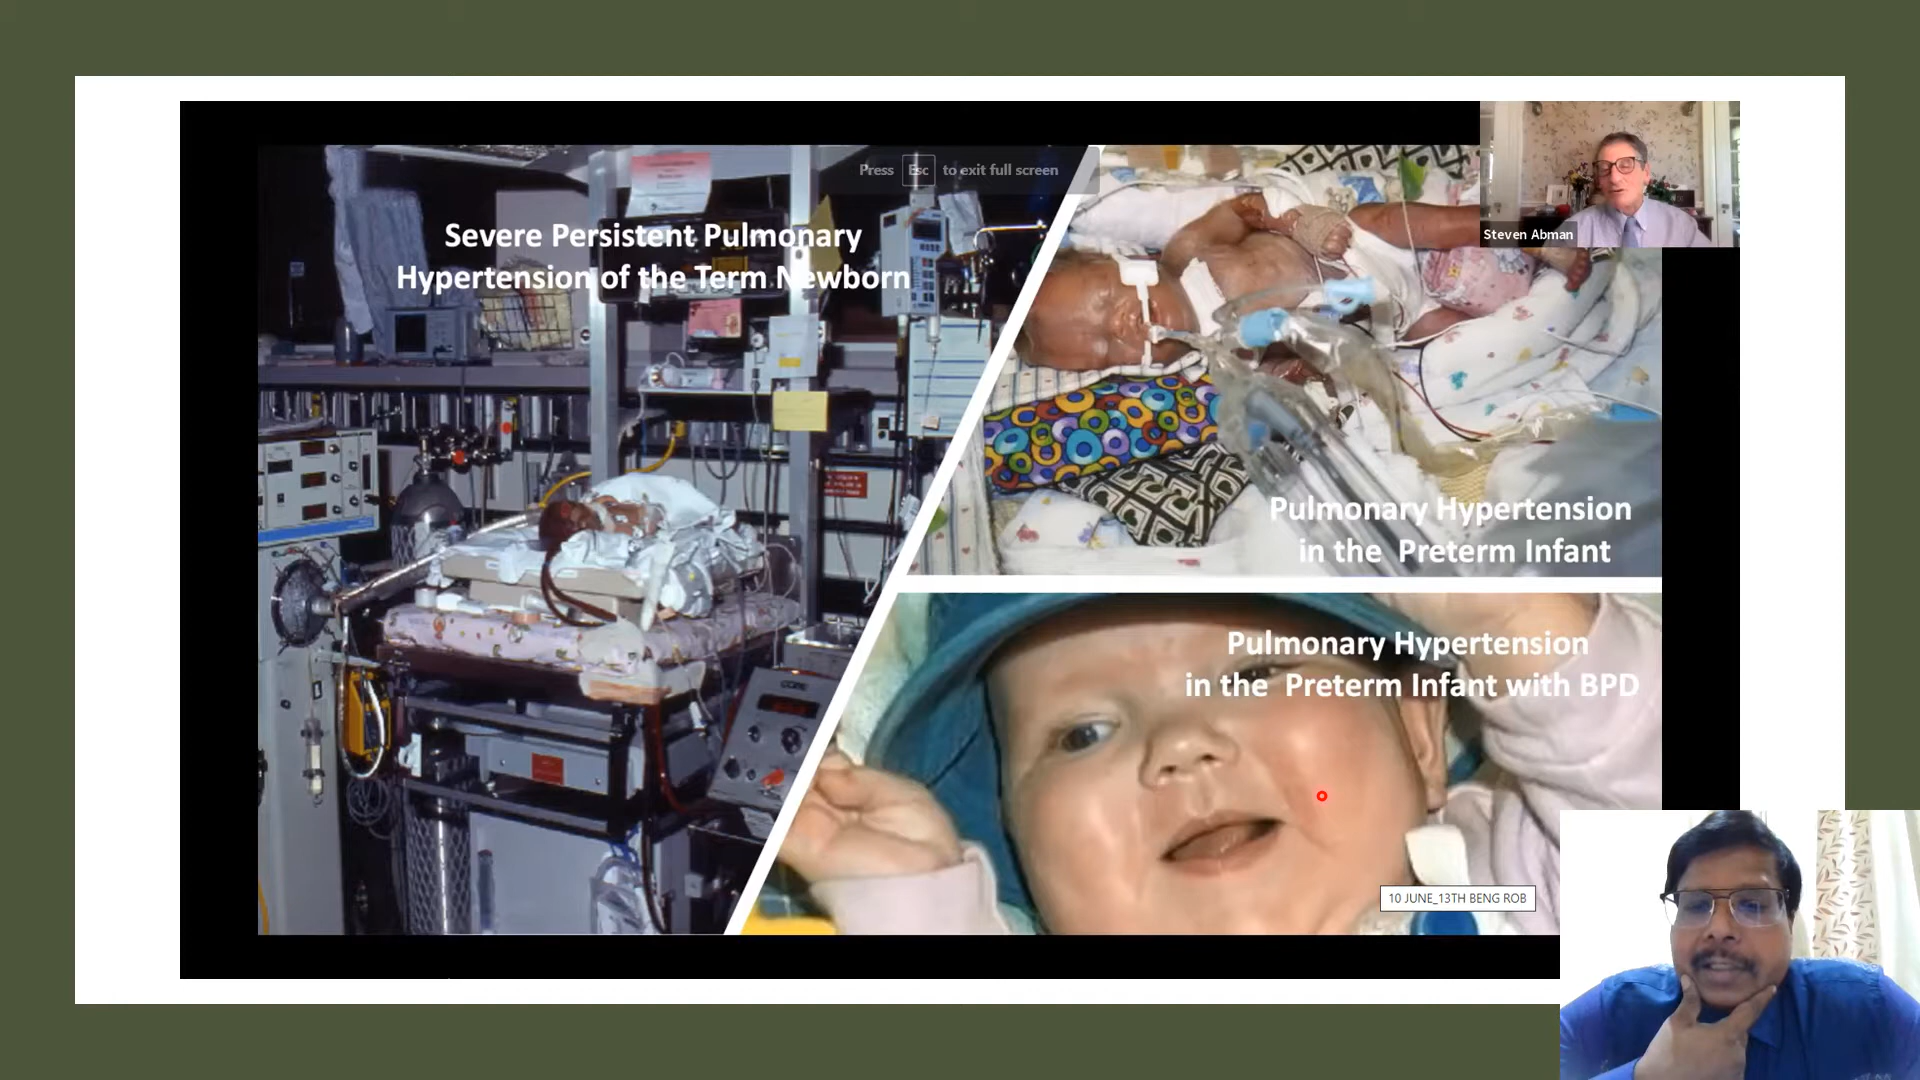 Press Esc to exit full screen
Severe Persistent Pulmonary
Hypertension of the Term Newborn
Steven Abman
Pulmonary Hypertension
in the Preterm Infant
Pulmonary Hypertension
in the Preterm Infant with BPD
10 JUNE_13TH BENG ROB